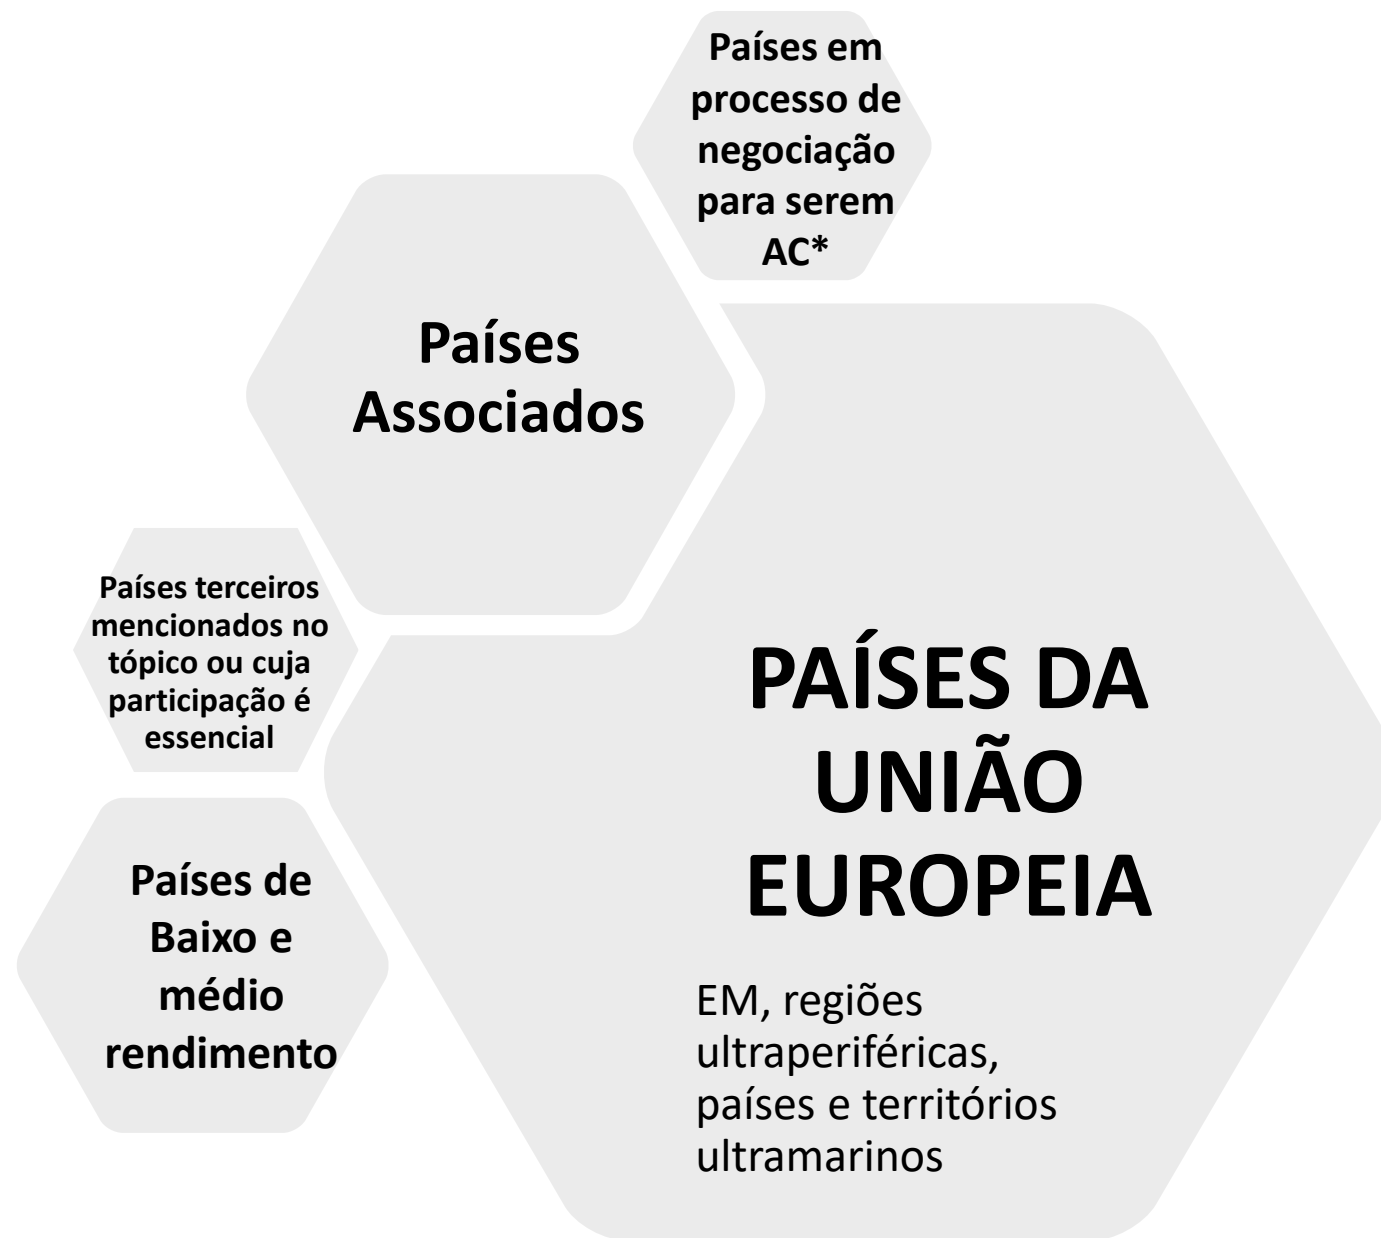 Países em
processo de
negociação
para serem
AC*
Países
Associados
Países terceiros
mencionados no
tópico ou cuja
participação é
essencial
PAÍSES DA
UNIÃO
EUROPEIA
Países de
Baixo e
médio
rendimento
EM, regiões
ultraperiféricas,
países e territórios
ultramarinos